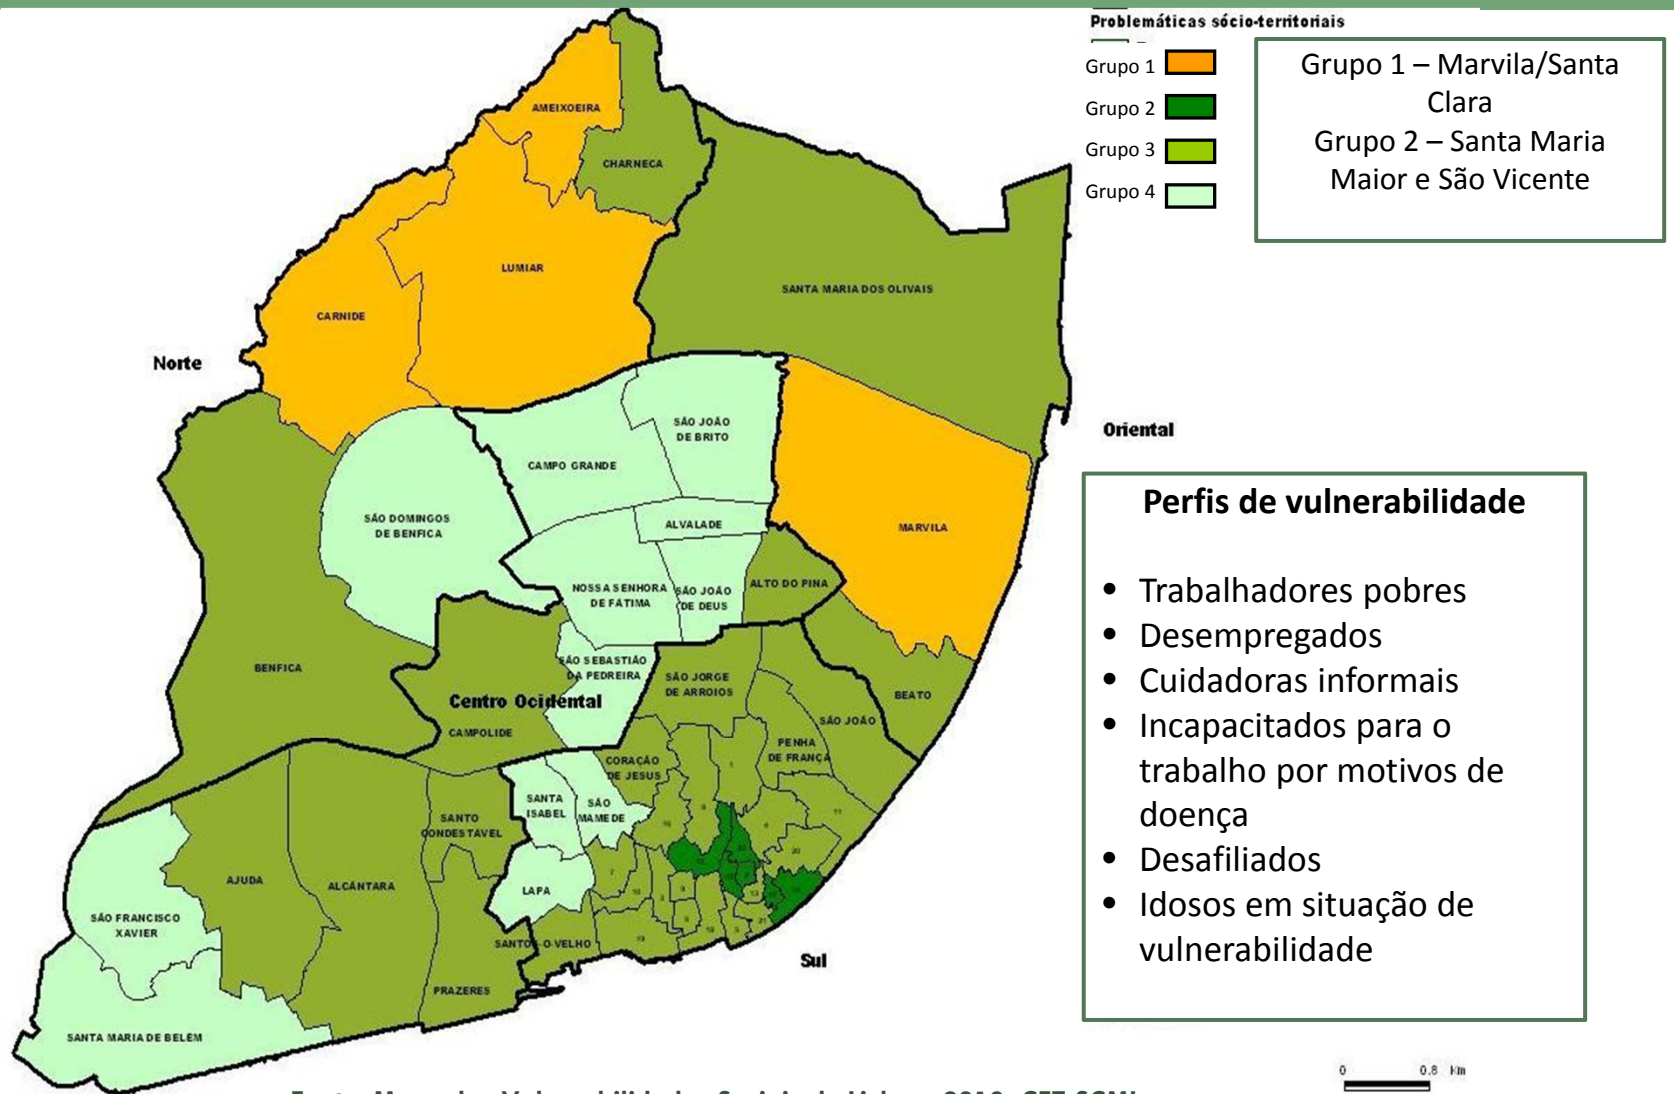 Problemáticas sócio-territoriais
Grupo 1
Grupo 2
Grupo 3
Grupo 4
Grupo 1 – Marvila/Santa
Clara
Grupo 2 – Santa Maria
Maior e São Vicente
AMEIXOEIRA
CHARNECA
LUMIAR
SANTA MARIA DOS OLIVAIS
CARNIDE
Norte
Oriental
SÃO JOÃO
DE BRITO
CAMPO GRANDE
SÃO DOMINGOS
DE BENFICA
ALVALADE
MARVILA
NOSSA SENHORA
DE FÁTIMA
SÃO JOÃO
DE DEUS
ALTO DO PINA
BENFICA
SÃO SEBASTIÃO
DA PEDREIRA
SÃO JORGE
DE ARROIOS
BEATO
Centro Ocidental
CAMPOLIDE
SÃO JOÃO
PENHA
DE FRANÇA
CORAÇÃO
DE JESUS
SANTA
ISABEL
SÃO
MAMEDE
SANTO
CONDESTÁVEL
AJUDA
ALCÂNTARA
LAPA
SÃO FRANCISCO
XAVIER
SANTOS-O-VELHO
PRAZERES
Sul
SANTA MARIA DE BELÉM
Perfis de vulnerabilidade
• Trabalhadores pobres
• Desempregados
• Cuidadoras informais
• Incapacitados para o
trabalho por motivos de
doença
• Desafiliados
• Idosos em situação de
vulnerabilidade
0 0.8 Km